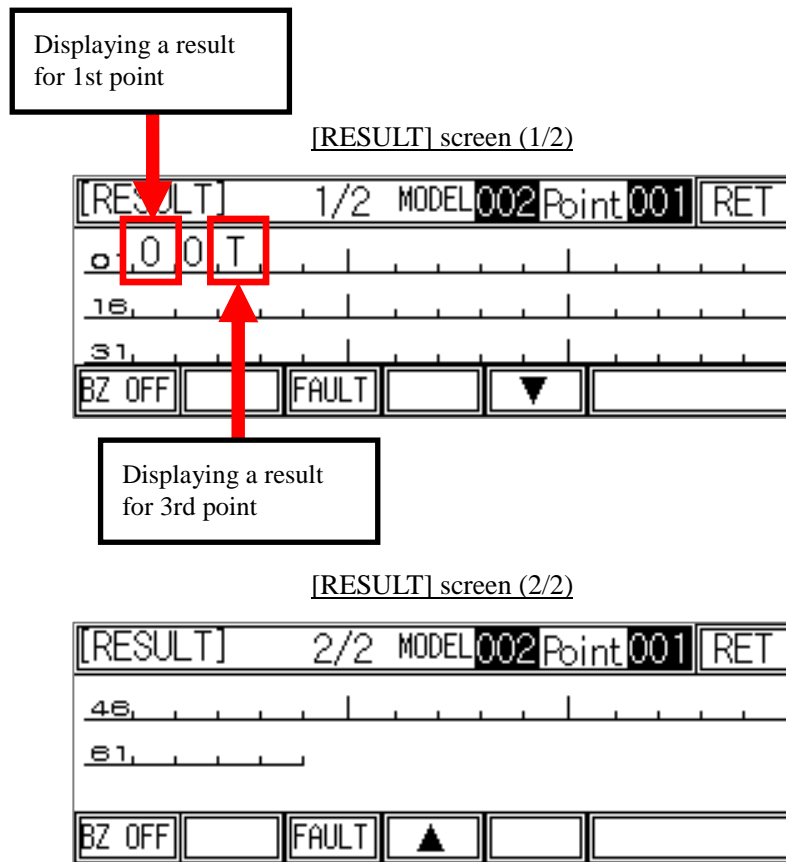 Displaying a result
for 1st point
[RESULT] screen (1/2)
[RESULT] 1/2 MODEL 002 Point 001 RET
01 O O T
16
31
BZ OFF FAULT ▼
Displaying a result
for 3rd point
[RESULT] screen (2/2)
[RESULT] 2/2 MODEL 002 Point 001 RET
46
61
BZ OFF FAULT ▲